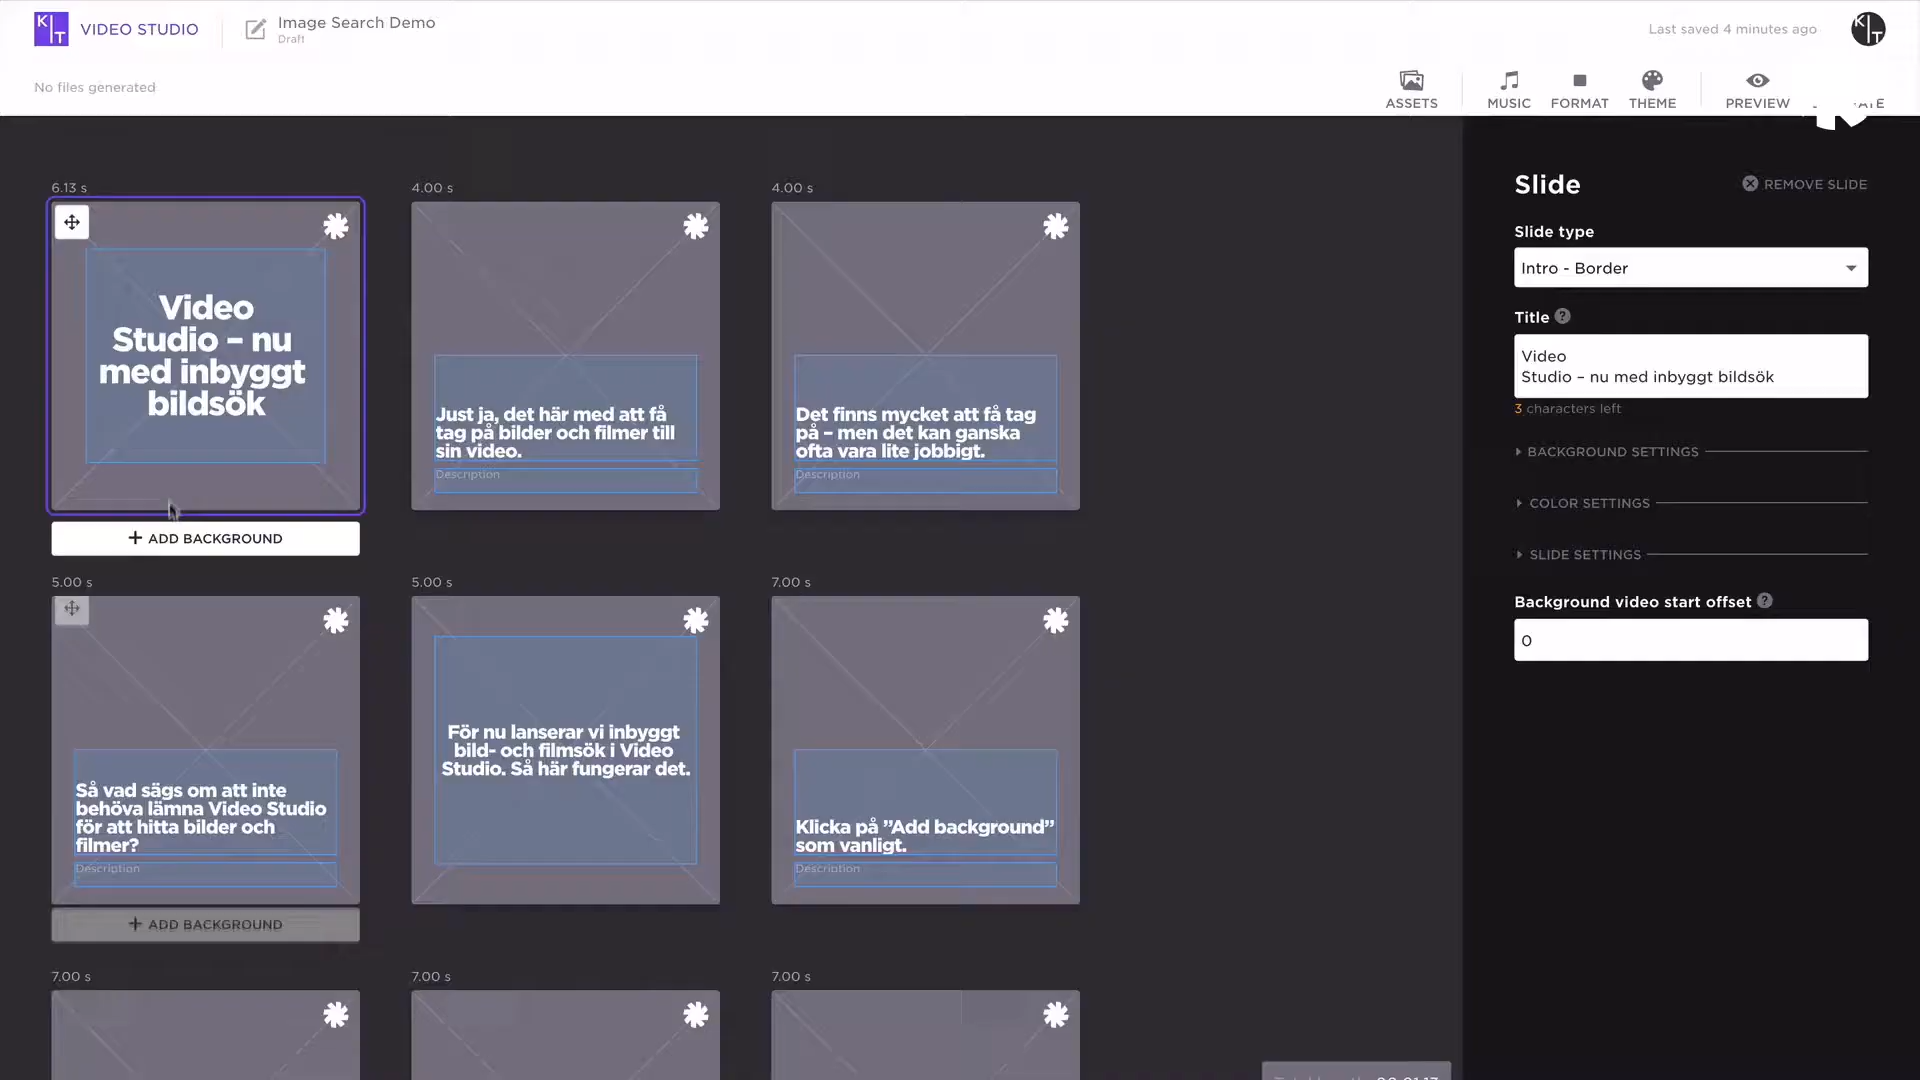 K T
VIDEO STUDIO
Image Search Demo
Draft
Last saved 4 minutes ago
K T
No files generated
ASSETS
MUSIC
FORMAT
THEME
PREVIEW
6.13 s
4.00 s
4.00 s
Video
Studio – nu
med inbyggt
bildsök
Just ja, det här med att få
tag på bilder och filmer till
sin video.
Description
Det finns mycket att få tag
på – men det kan ganska
ofta vara lite jobbigt.
Description
+ ADD BACKGROUND
5.00 s
5.00 s
7.00 s
Så vad sägs om att inte
behöva lämna Video Studio
för att hitta bilder och
filmer?
Description
För nu lanserar vi inbyggt
bild- och filmsök i Video
Studio. Så här fungerar det.
Klicka på ”Add background”
som vanligt.
Description
+ ADD BACKGROUND
7.00 s
7.00 s
7.00 s
Slide
REMOVE SLIDE
Slide type
Intro - Border
Title ?
Video
Studio – nu med inbyggt bildsök
3 characters left
BACKGROUND SETTINGS
COLOR SETTINGS
SLIDE SETTINGS
Background video start offset ?
0